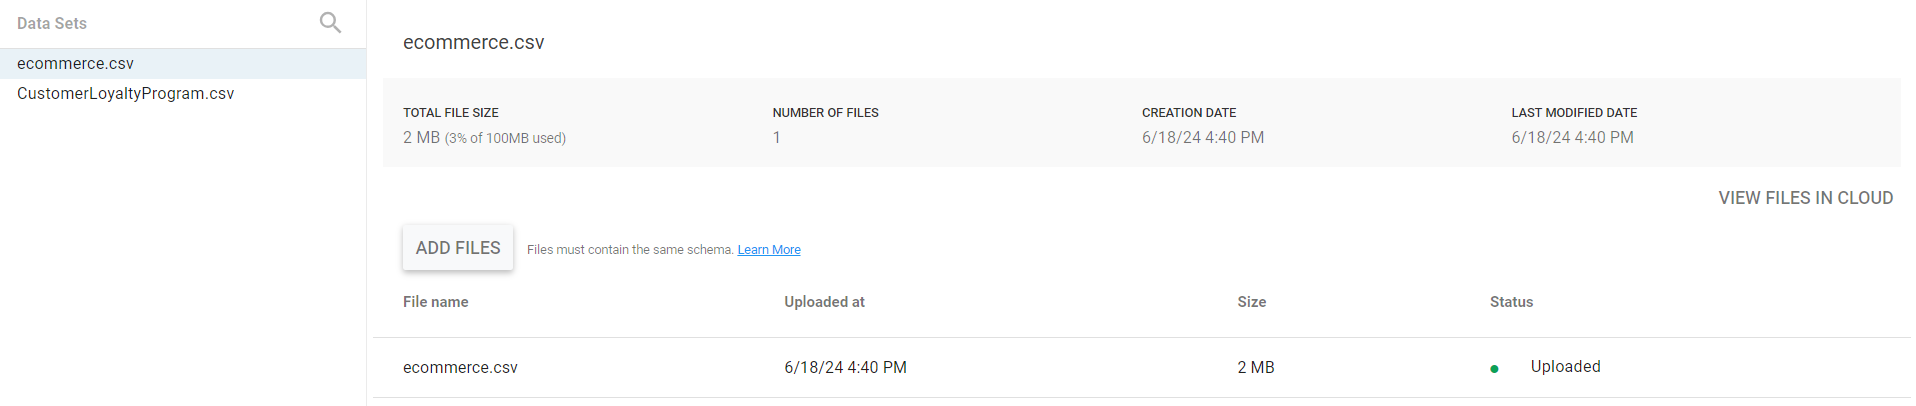 Data Sets
ecommerce.csv
CustomerLoyaltyProgram.csv
ecommerce.csv
TOTAL FILE SIZE NUMBER OF FILES CREATION DATE LAST MODIFIED DATE
2 MB (3% of 100MB used) 1 6/18/24 4:40 PM 6/18/24 4:40 PM
VIEW FILES IN CLOUD
ADD FILES Files must contain the same schema. Learn More
File name Uploaded at Size Status
ecommerce.csv 6/18/24 4:40 PM 2 MB Uploaded